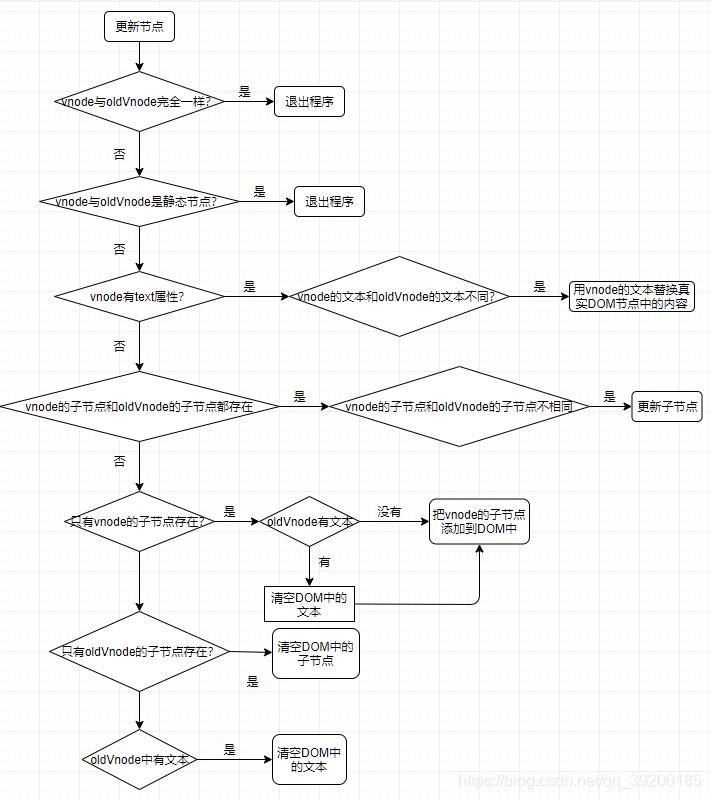 更新节点
vnode与oldVnode完全一样?
是
退出程序
否
vnode与oldVnode是静态节点?
是
退出程序
否
vnode有text属性?
是
vnode的文本和oldVnode的文本不同?
是
用vnode的文本替换真
实DOM节点中的内容
否
vnode的子节点和oldVnode的子节点都存在
是
vnode的子节点和oldVnode的子节点不相同
是
更新子节点
否
只有vnode的子节点存在?
是
oldVnode有文本
没有
把vnode的子节点
添加到DOM中
有
清空DOM中的
文本
只有oldVnode的子节点存在?
是
清空DOM中的
子节点
oldVnode中有文本
是
清空DOM中
的文本
https://blog.csdn.net/qq_39200185